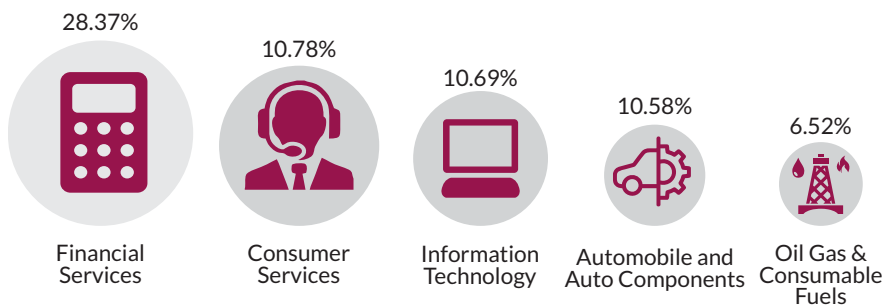 28.37%
Financial
Services
10.78%
Consumer
Services
10.69%
Information
Technology
10.58%
Automobile and
Auto Components
6.52%
Oil Gas &
Consumable
Fuels